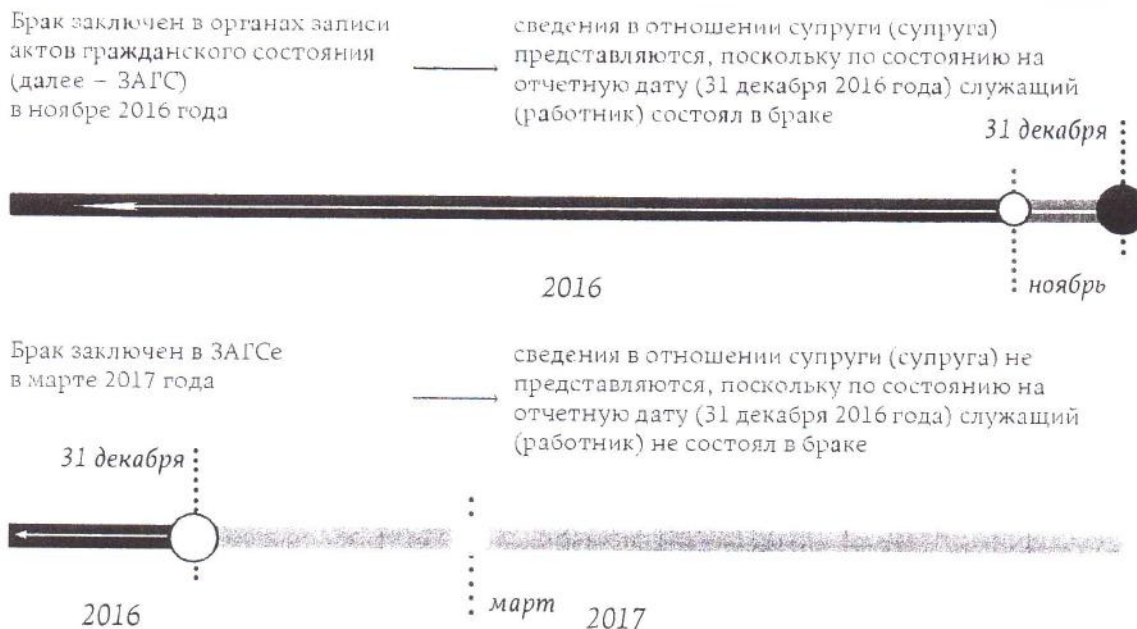 Брак заключен в органах записи
актов гражданского состояния
(далее – ЗАГС)
в ноябре 2016 года
сведения в отношении супруги (супруга)
представляются, поскольку по состоянию на
отчетную дату (31 декабря 2016 года) служащий
(работник) состоял в браке
31 декабря
2016
ноябрь
Брак заключен в ЗАГСе
в марте 2017 года
сведения в отношении супруги (супруга) не
представляются, поскольку по состоянию на
отчетную дату (31 декабря 2016 года) служащий
(работник) не состоял в браке
31 декабря
2016
март
2017